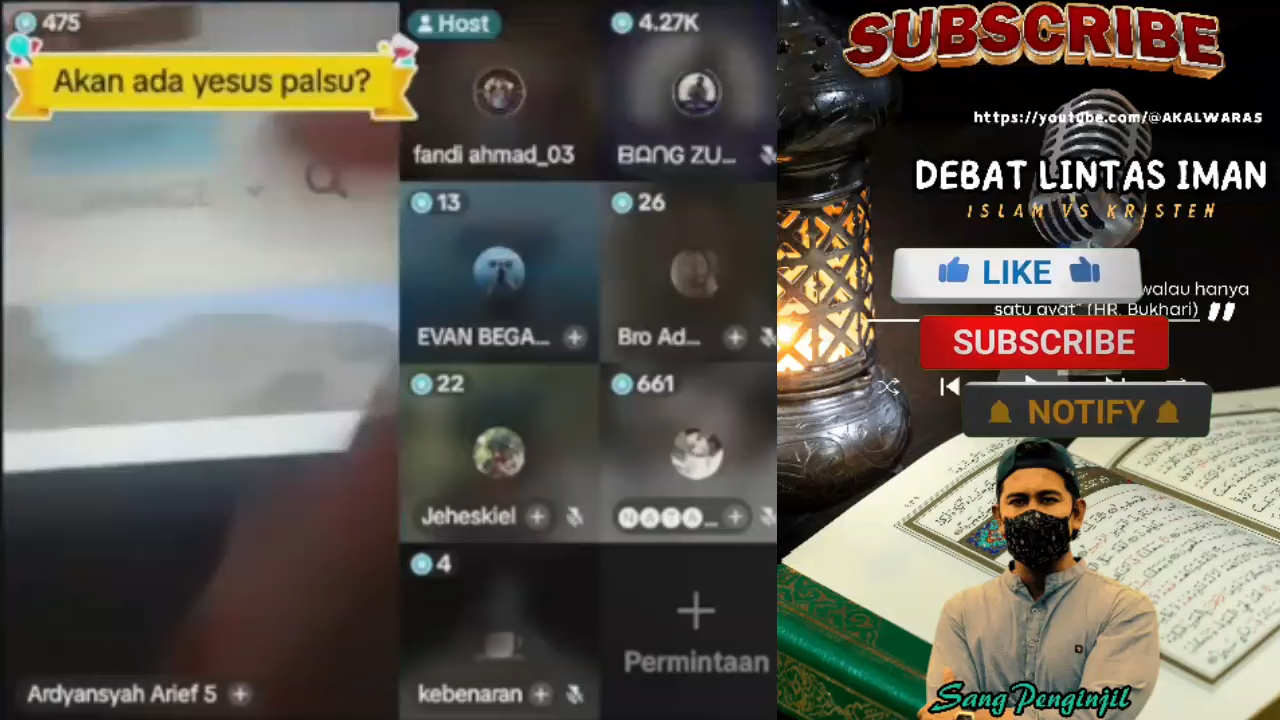 475
Akan ada yesus palsu?
Ardyansyah Arief 5
Host
fandi ahmad_03
4.27K
BANG ZU...
13
EVAN BEGA...
26
Bro Ad...
22
Jeheskiel
661
NATA...
4
kebenaran
Permintaan
SUBSCRIBE
https://youtube.com/@AKALWARAS
DEBAT LINTAS IMAN
ISLAM VS KRISTEN
LIKE
walau hanya
satu ayat" (HR. Bukhari)
SUBSCRIBE
NOTIFY
Sang Penginjil